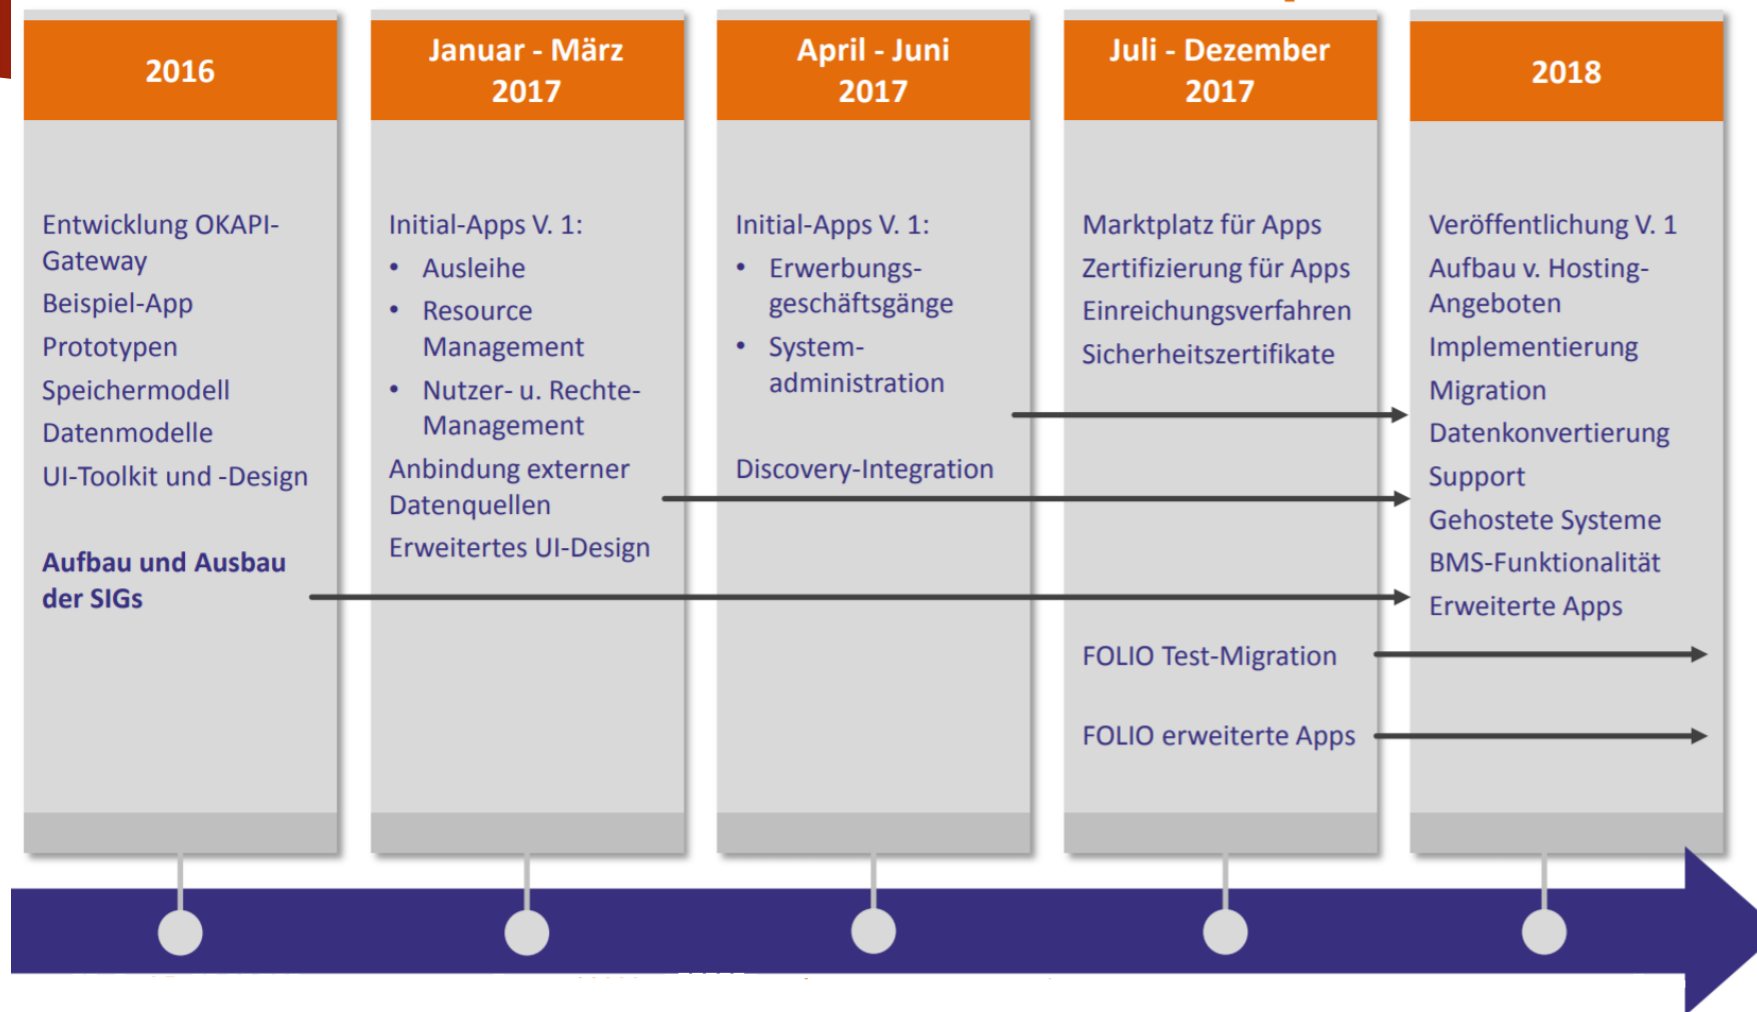 2016
Entwicklung OKAPI-
Gateway
Beispiel-App
Prototypen
Speichermodell
Datenmodelle
UI-Toolkit und -Design
Aufbau und Ausbau
der SIGs
Januar - März
2017
Initial-Apps V. 1:
• Ausleihe
• Resource
Management
• Nutzer- u. Rechte-
Management
Anbindung externer
Datenquellen
Erweitertes UI-Design
April - Juni
2017
Initial-Apps V. 1:
• Erwerbungs-
geschäftsgänge
• System-
administration
Discovery-Integration
Juli - Dezember
2017
Marktplatz für Apps
Zertifizierung für Apps
Einreichungsverfahren
Sicherheitszertifikate
FOLIO Test-Migration
FOLIO erweiterte Apps
2018
Veröffentlichung V. 1
Aufbau v. Hosting-
Angeboten
Implementierung
Migration
Datenkonvertierung
Support
Gehostete Systeme
BMS-Funktionalität
Erweiterte Apps